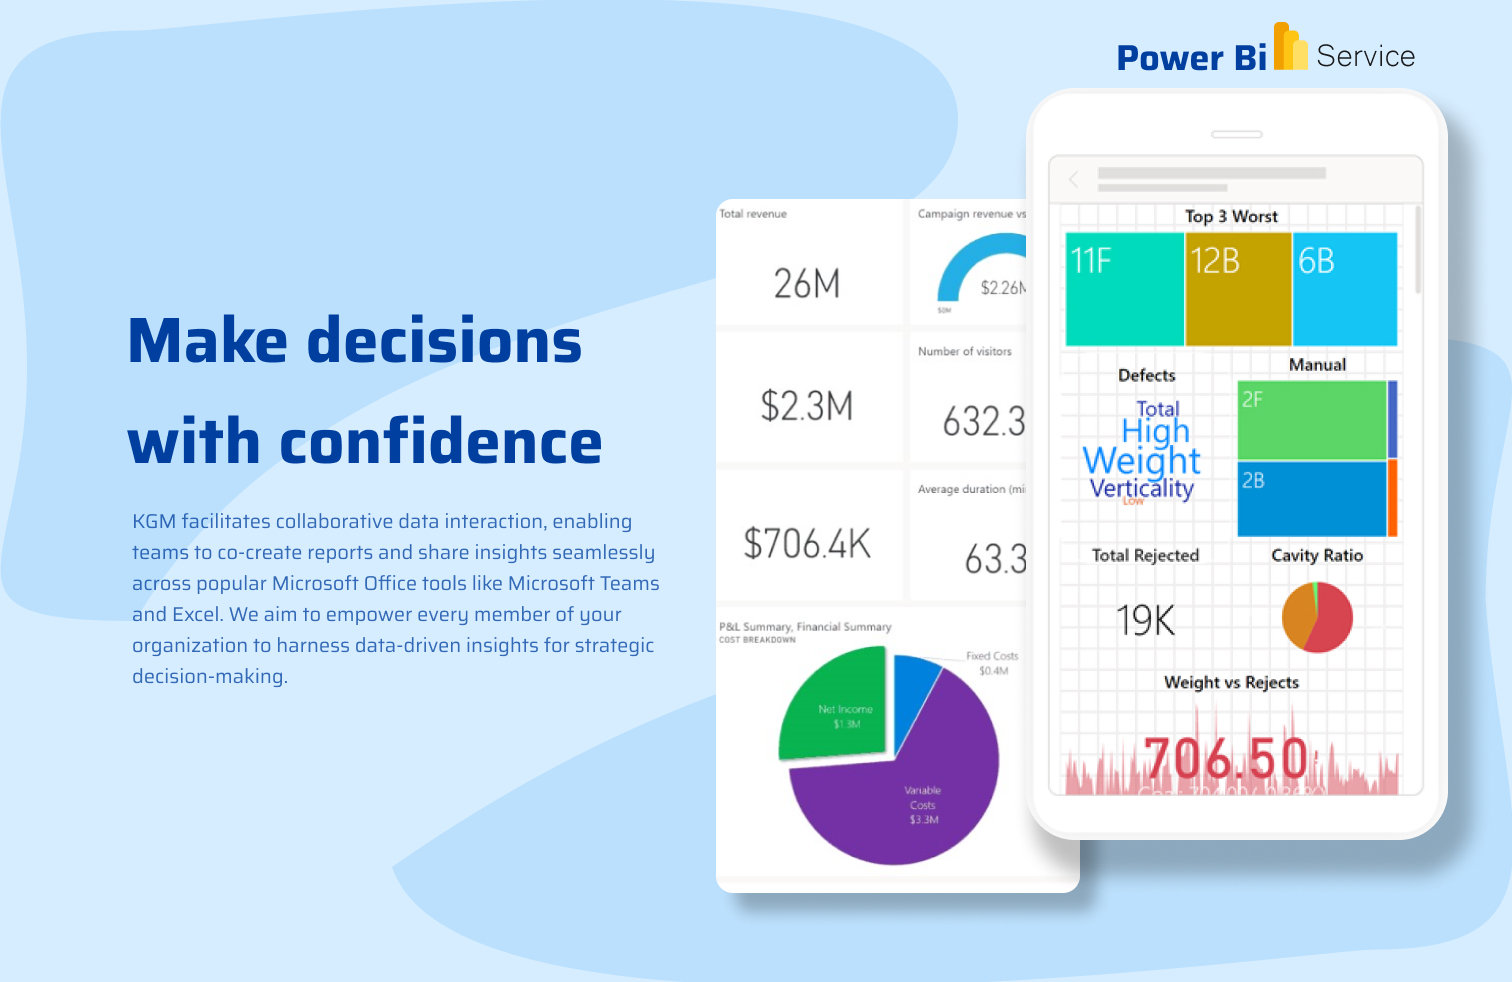 Power Bi Service
Make decisions
with confidence
KGM facilitates collaborative data interaction, enabling
teams to co-create reports and share insights seamlessly
across popular Microsoft Office tools like Microsoft Teams
and Excel. We aim to empower every member of your
organization to harness data-driven insights for strategic
decision-making.
Total revenue
26M
Campaign revenue vs
$2.26M
$0M
$2.3M
Number of visitors
632.3
$706.4K
Average duration (mi
63.3
P&L Summary, Financial Summary
COST BREAKDOWN
Fixed Costs
$0.4M
Net Income
$1.3M
Variable
Costs
$3.3M
Top 3 Worst
11F 12B 6B
Defects
Total
High
Weight
Verticality
Low
Manual
2F
2B
Total Rejected
19K
Cavity Ratio
Weight vs Rejects
706.50